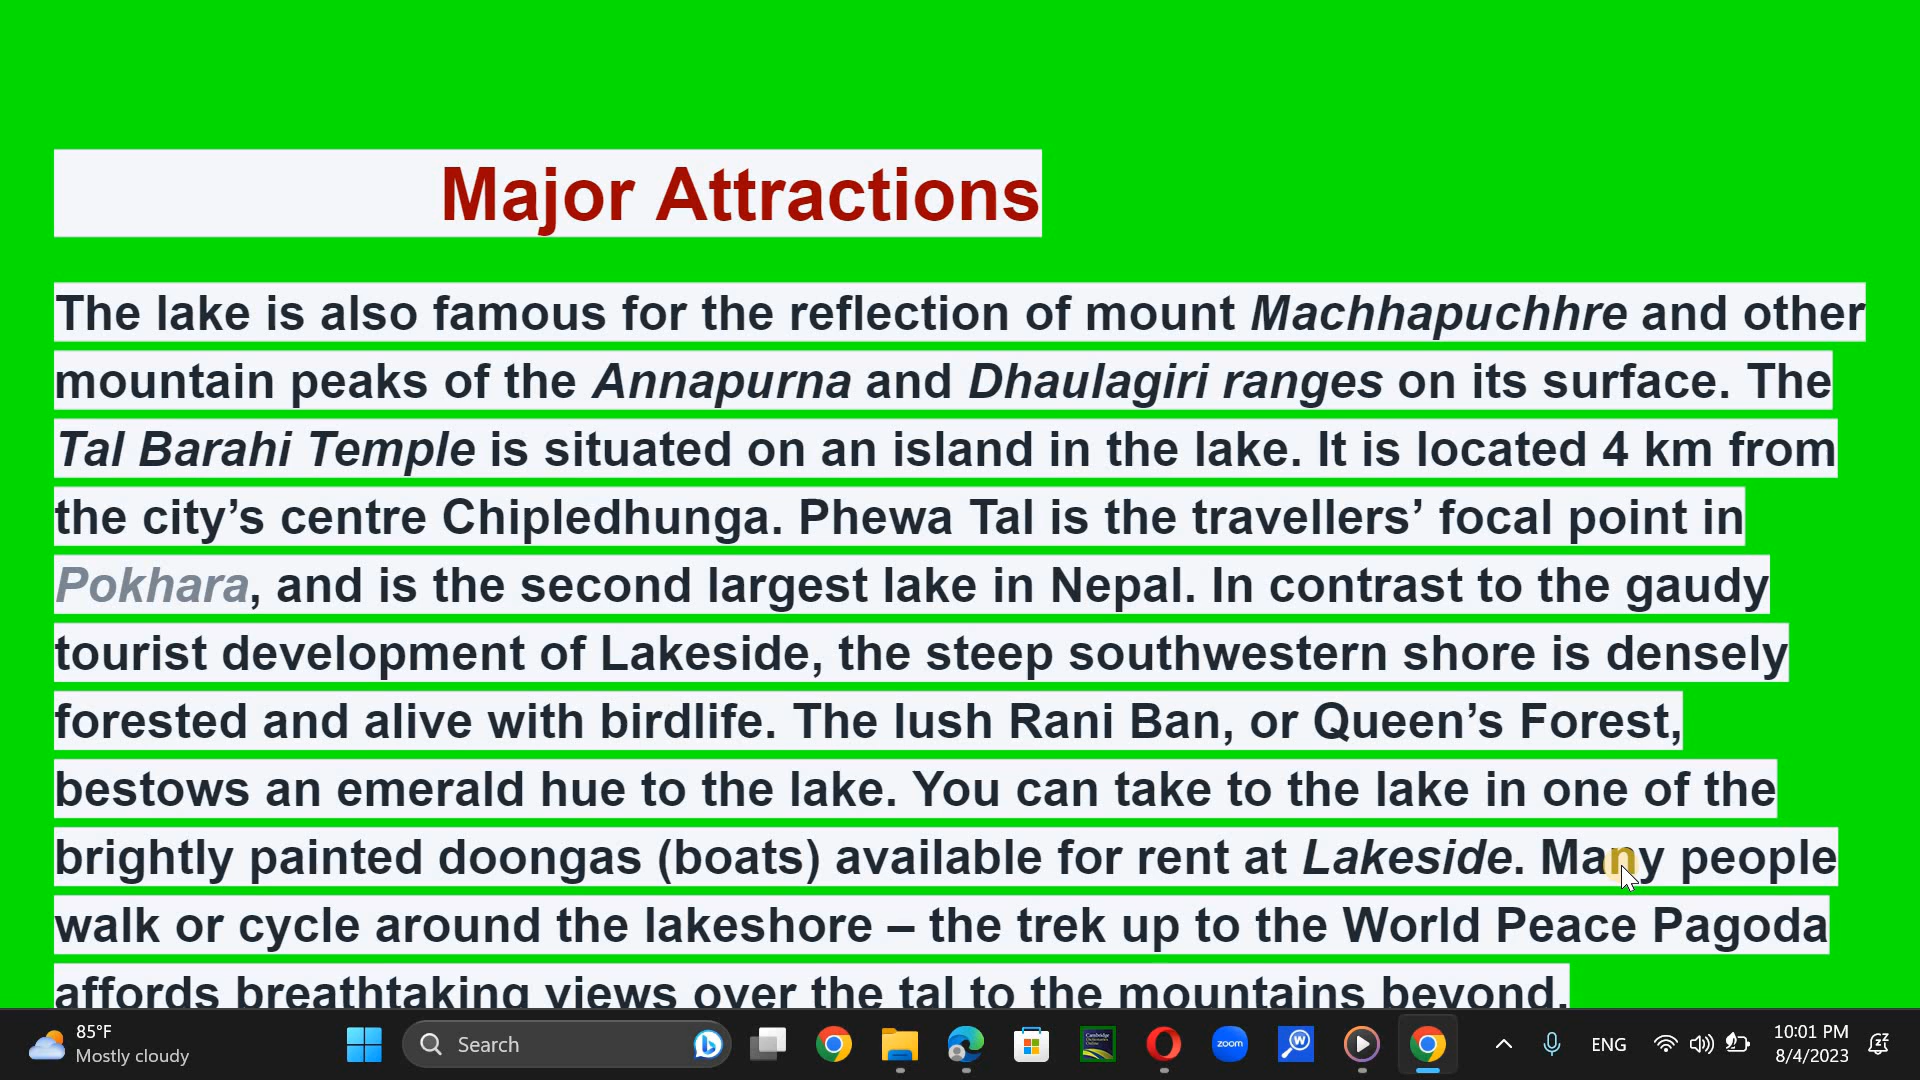 Major Attractions
The lake is also famous for the reflection of mount Machhapuchhre and other
mountain peaks of the Annapurna and Dhaulagiri ranges on its surface. The
Tal Barahi Temple is situated on an island in the lake. It is located 4 km from
the city’s centre Chipledhunga. Phewa Tal is the travellers’ focal point in
Pokhara, and is the second largest lake in Nepal. In contrast to the gaudy
tourist development of Lakeside, the steep southwestern shore is densely
forested and alive with birdlife. The lush Rani Ban, or Queen’s Forest,
bestows an emerald hue to the lake. You can take to the lake in one of the
brightly painted doongas (boats) available for rent at Lakeside. Many people
walk or cycle around the lakeshore – the trek up to the World Peace Pagoda
affords breathtaking views over the tal to the mountains beyond.
85°F
Mostly cloudy
Search
zoom
W
ENG
10:01 PM
8/4/2023